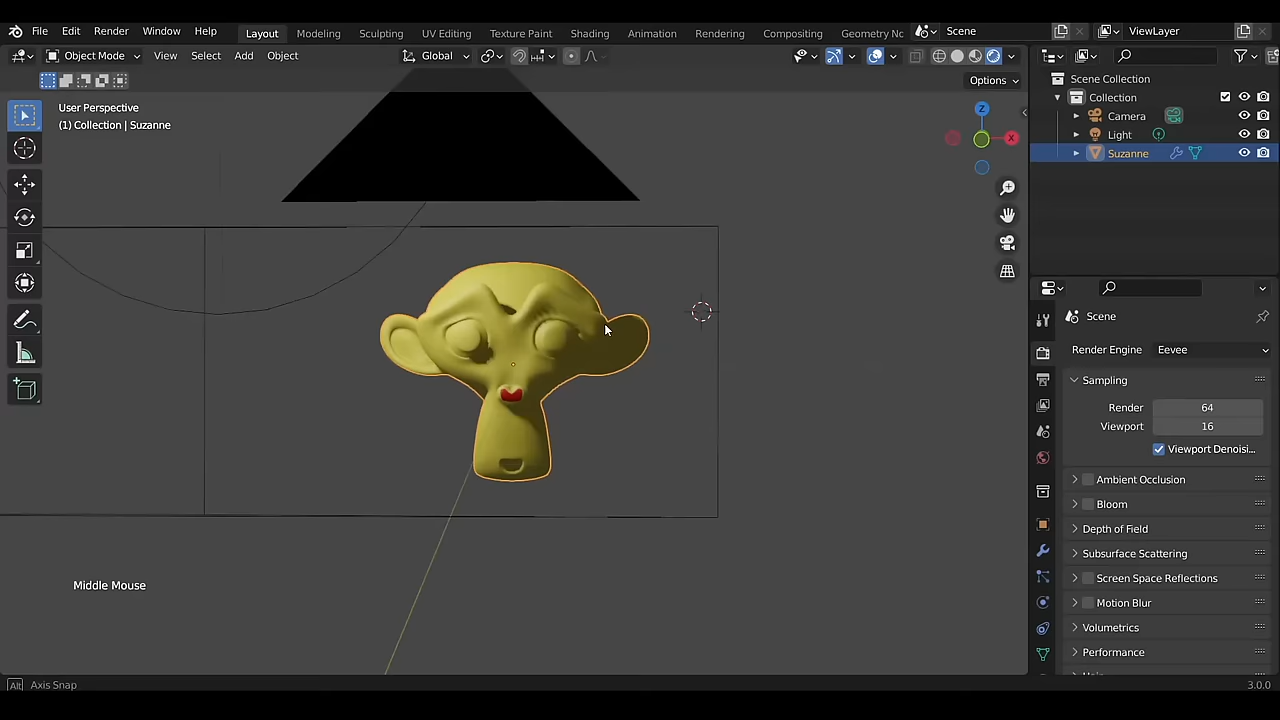 File Edit Render Window Help Layout Modeling Sculpting UV Editing Texture Paint Shading Animation Rendering Compositing Geometry Nc Scene ViewLayer
Object Mode View Select Add Object Global
Options
User Perspective
(1) Collection | Suzanne
Z
X
Scene Collection
Collection
Camera
Light
Suzanne
Scene
Render Engine Eevee
Sampling
Render 64
Viewport 16
Viewport Denoisi...
Ambient Occlusion
Bloom
Depth of Field
Subsurface Scattering
Screen Space Reflections
Motion Blur
Volumetrics
Performance
Middle Mouse
Alt Axis Snap 3.0.0